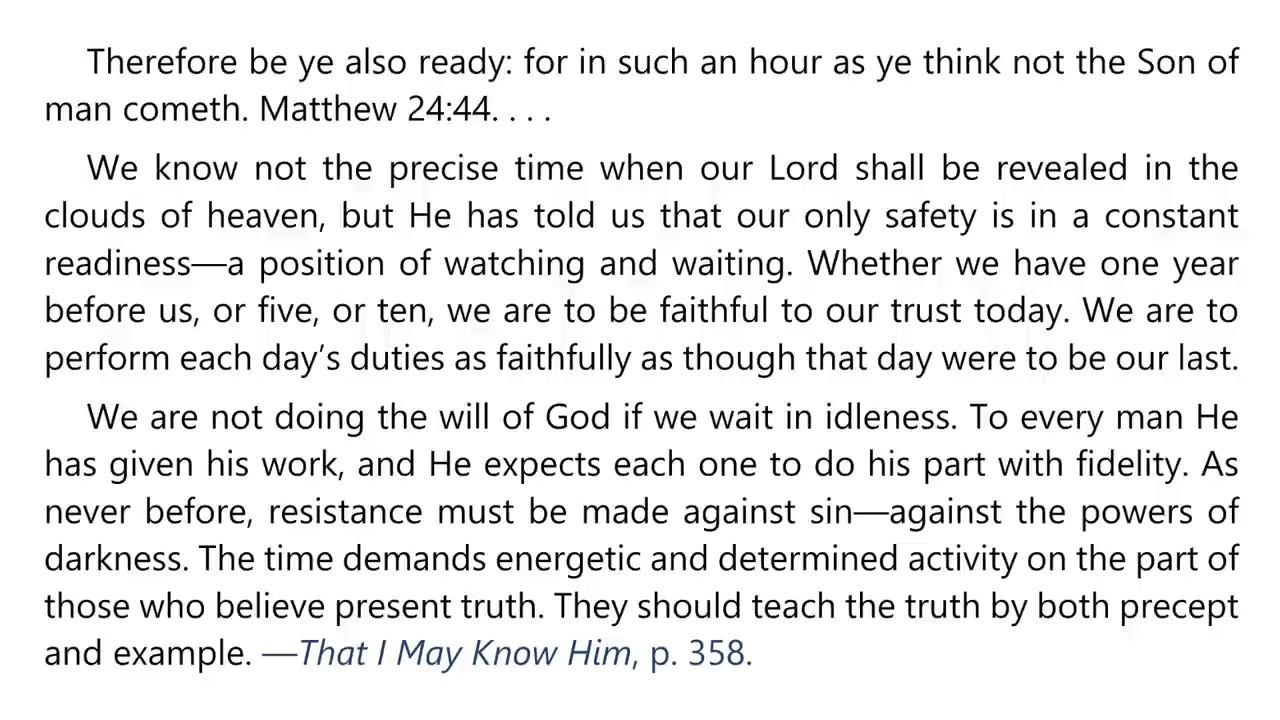 Therefore be ye also ready: for in such an hour as ye think not the Son of
man cometh. Matthew 24:44. . . .
We know not the precise time when our Lord shall be revealed in the
clouds of heaven, but He has told us that our only safety is in a constant
readiness—a position of watching and waiting. Whether we have one year
before us, or five, or ten, we are to be faithful to our trust today. We are to
perform each day’s duties as faithfully as though that day were to be our last.
We are not doing the will of God if we wait in idleness. To every man He
has given his work, and He expects each one to do his part with fidelity. As
never before, resistance must be made against sin—against the powers of
darkness. The time demands energetic and determined activity on the part of
those who believe present truth. They should teach the truth by both precept
and example. —That I May Know Him, p. 358.